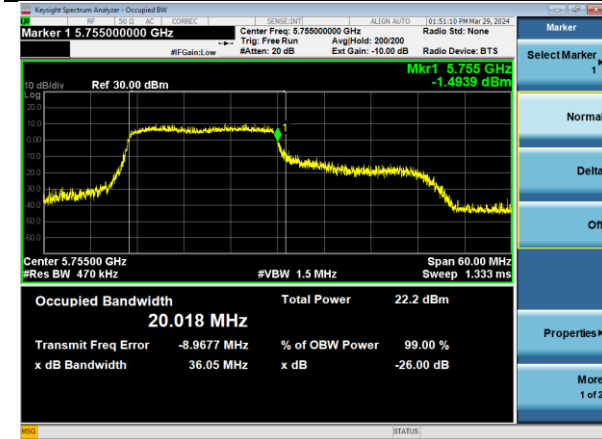 Keysight Spectrum Analyzer - Occupied BW
RF 50 Ω AC CORREC SENSE:INT ALIGN AUTO 01:51:10 PM Mar 29, 2024
Marker 1 5.755000000 GHz
Center Freq: 5.755000000 GHz
Radio Std: None
Trig: Free Run
Avg|Hold: 200/200
#IFGain:Low
#Atten: 20 dB
Ext Gain: -10.00 dB
Radio Device: BTS
Mkr1 5.755 GHz
-1.4939 dBm
10 dB/div Ref 30.00 dBm
Log
20.0
10.0
0.00
-10.0
-20.0
-30.0
-40.0
-50.0
-60.0
1
Center 5.75500 GHz
Span 60.00 MHz
#Res BW 470 kHz
#VBW 1.5 MHz
Sweep 1.333 ms
Occupied Bandwidth
Total Power 22.2 dBm
20.018 MHz
Transmit Freq Error -8.9677 MHz
% of OBW Power 99.00 %
x dB Bandwidth 36.05 MHz
x dB -26.00 dB
MSG
STATUS
Marker
Select Marker
1
Normal
Delta
Off
Properties
More
1 of 2